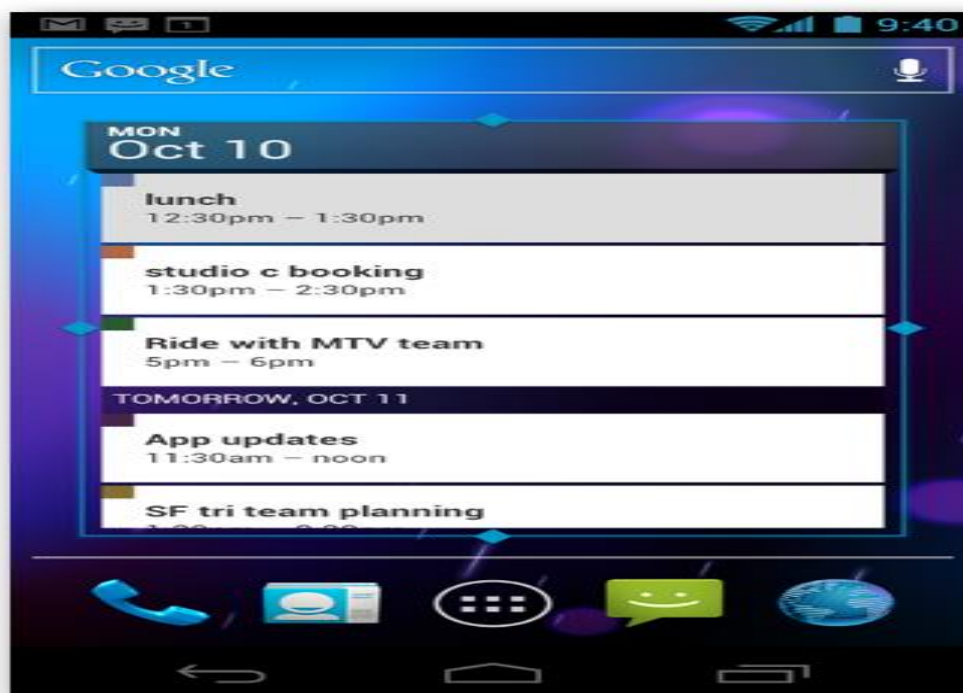 1
9:40
Google
MON
Oct 10
lunch
12:30pm – 1:30pm
studio c booking
1:30pm – 2:30pm
Ride with MTV team
5pm – 6pm
TOMORROW, OCT 11
App updates
11:30am – noon
SF tri team planning